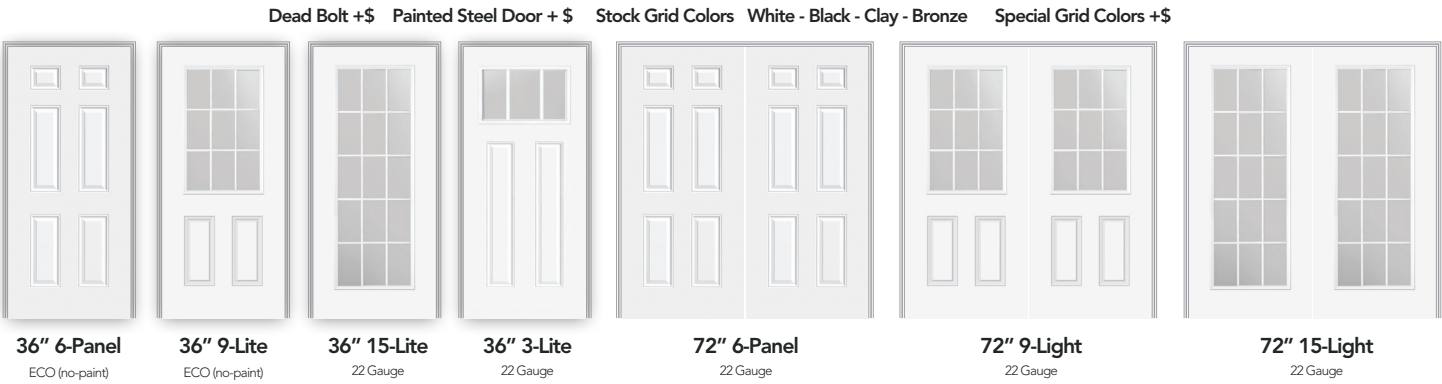 Dead Bolt +$ Painted Steel Door + $ Stock Grid Colors White - Black - Clay - Bronze Special Grid Colors +$
36” 6-Panel 36” 9-Lite 36” 15-Lite 36” 3-Lite 72” 6-Panel 72” 9-Light 72” 15-Light
ECO (no-paint) ECO (no-paint) 22 Gauge 22 Gauge 22 Gauge 22 Gauge 22 Gauge